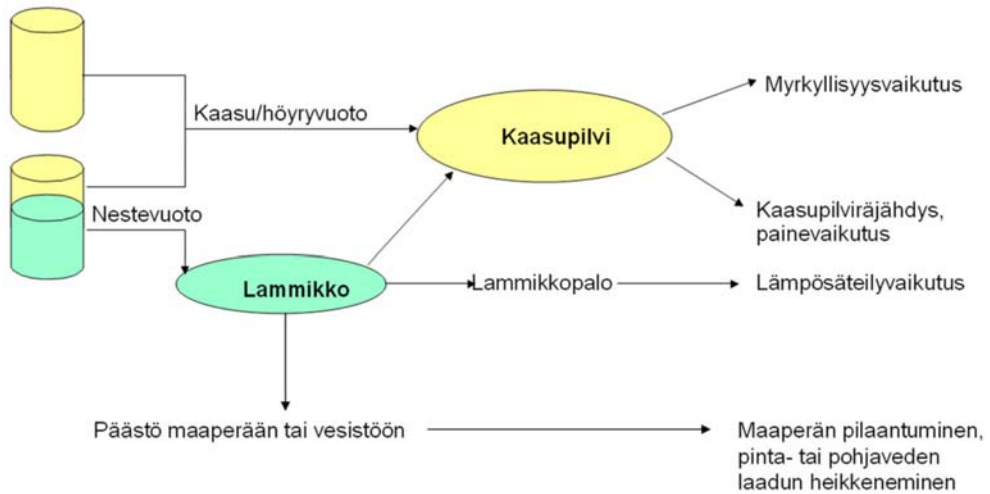 Myrkyllisyysvaikutus
Kaasu/höyryvuoto
Kaasupilvi
Nestevuoto
Kaasupilviräjähdys,
painevaikutus
Lammikko
Lammikkopalo
Lämpösäteilyvaikutus
Päästö maaperään tai vesistöön
Maaperän pilaantuminen,
pinta- tai pohjaveden
laadun heikkeneminen